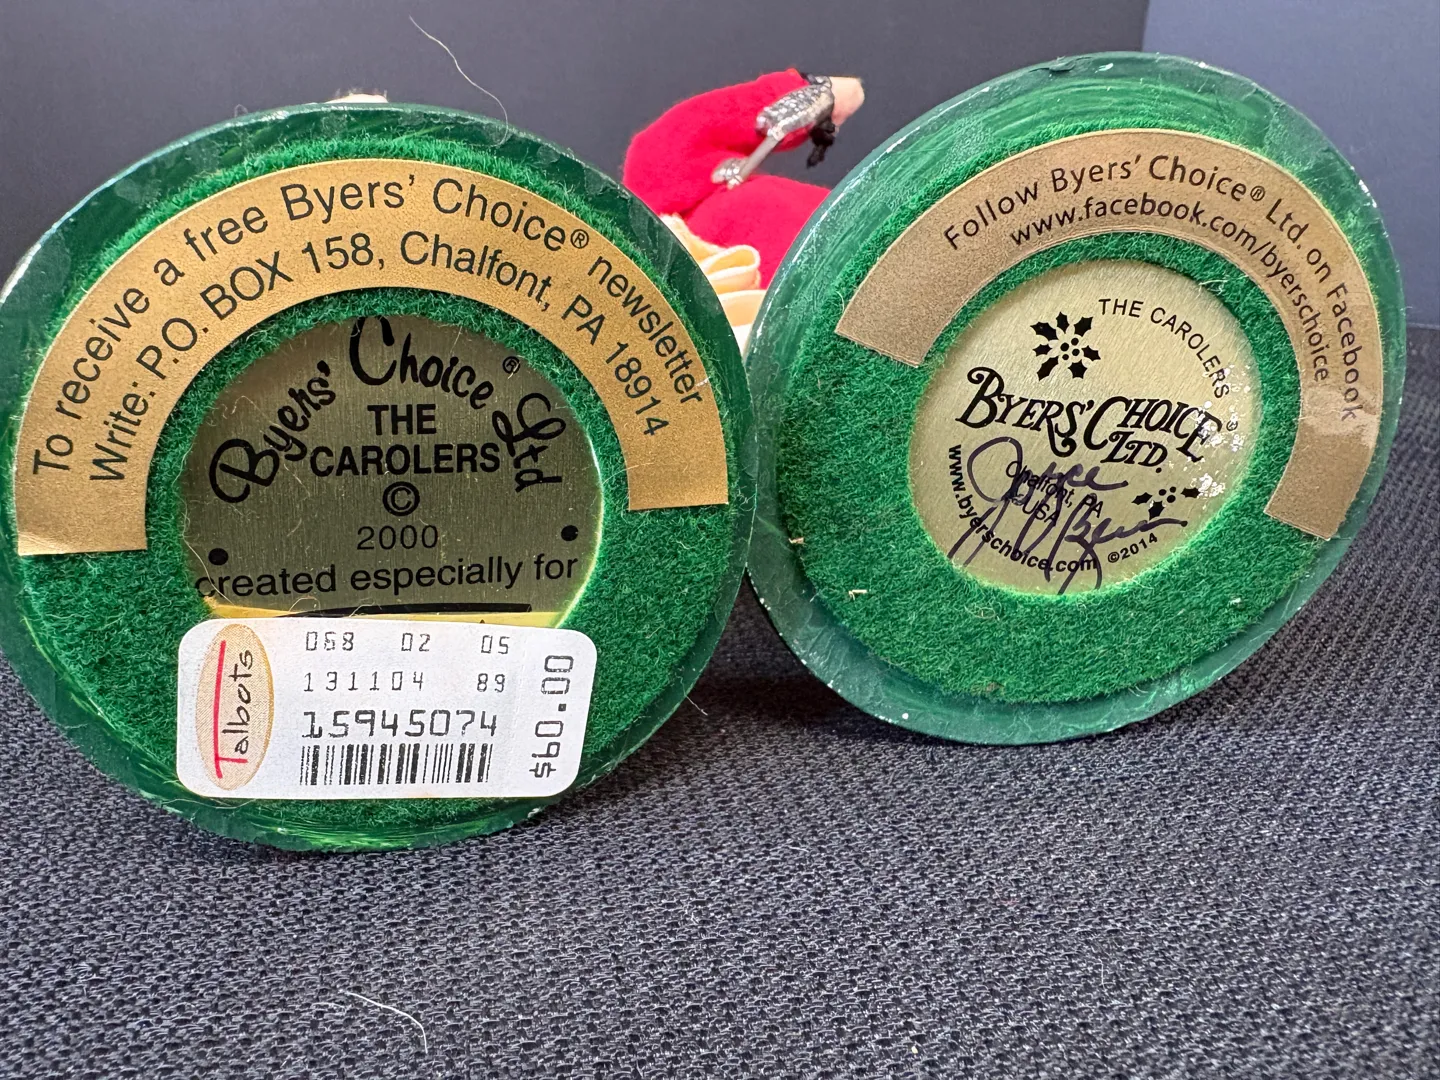 To receive a free Byers' Choice® newsletter
Write: P.O. BOX 158, Chalfont, PA 18914
Byers' Choice® Ltd
THE
CAROLERS
©
2000
created especially for
Talbots
068 02 05
131104 89
15945074
$60.00
Follow Byers' Choice® Ltd. on Facebook
www.facebook.com/byerschoice
THE CAROLERS®
BYERS' CHOICE
LTD.
Chalfont, PA
USA
www.byerschoice.com ©2014
Joyce
Byers